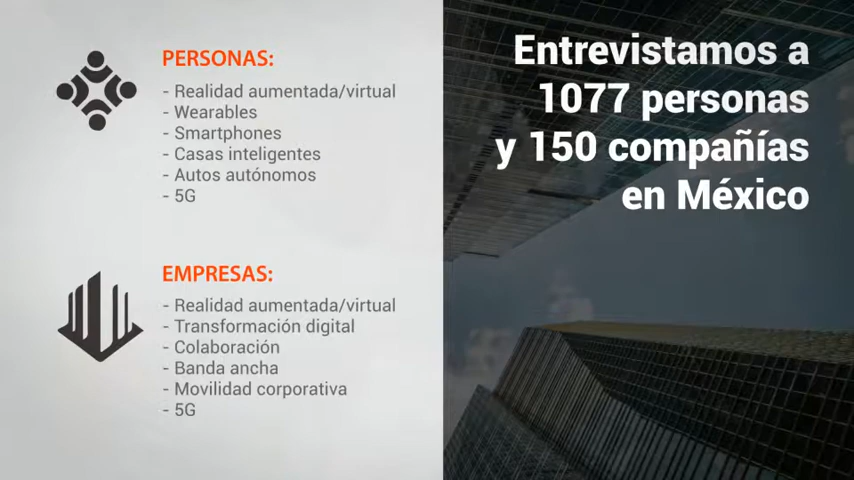 PERSONAS:
- Realidad aumentada/virtual
- Wearables
- Smartphones
- Casas inteligentes
- Autos autónomos
- 5G
EMPRESAS:
- Realidad aumentada/virtual
- Transformación digital
- Colaboración
- Banda ancha
- Movilidad corporativa
- 5G
Entrevistamos a
1077 personas
y 150 compañías
en México